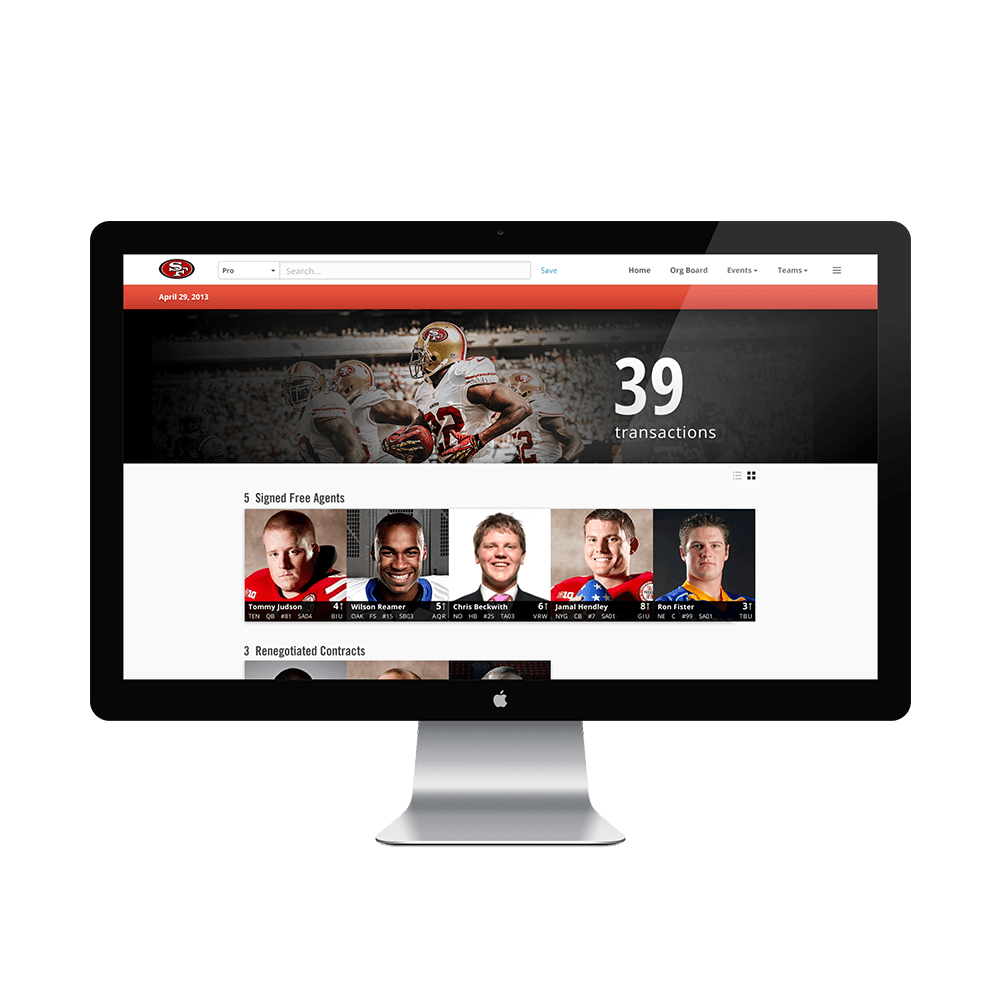 SF
Pro Search... Save Home Org Board Events Teams
April 29, 2013
39
transactions
5 Signed Free Agents
Tommy Judson 4
TEN QB #81 SA04 BIU
Wilson Reamer 5
OAK FS #15 SB03 AQR
Chris Beckwith 6
NO HB #25 TA03 VRW
Jamal Hendley 8
NYG CB #7 SA01 GIU
Ron Fister 3
NE C #99 SA01 TBU
3 Renegotiated Contracts